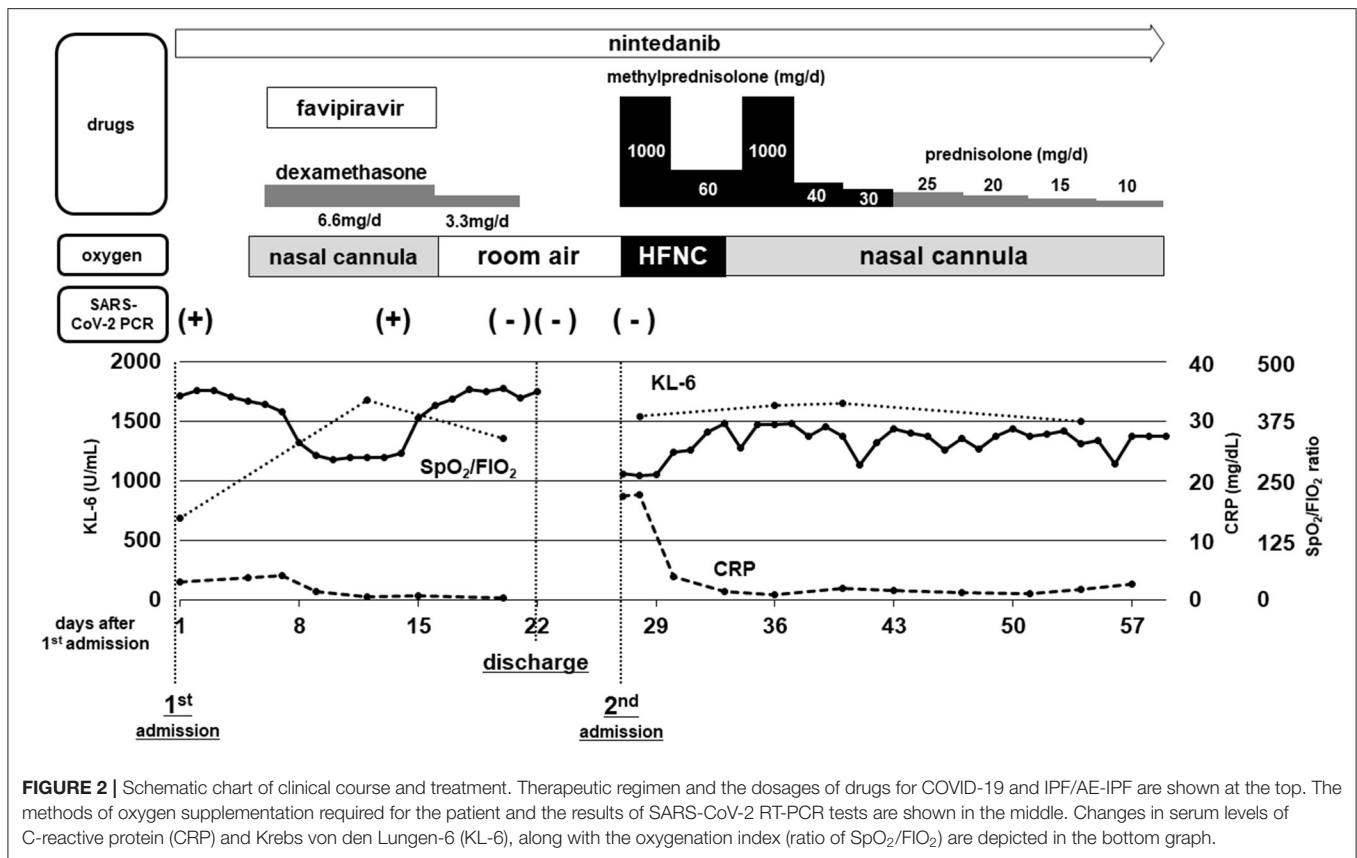 nintedanib
drugs
methylprednisolone (mg/d)
favipiravir
1000
60
1000
40
30
prednisolone (mg/d)
25
20
15
10
dexamethasone
6.6mg/d
3.3mg/d
oxygen
nasal cannula
room air
HFNC
nasal cannula
SARS-
CoV-2 PCR
(+)
(+)
(-)
(-)
(-)
2000
1500
1000
500
0
KL-6 (U/mL)
KL-6
SpO2/FIO2
CRP
40
30
20
10
0
CRP (mg/dL)
500
375
250
125
0
SpO2/FIO2 ratio
days after
1st admission
1
8
15
22
29
36
43
50
57
discharge
1st
admission
2nd
admission
FIGURE 2 | Schematic chart of clinical course and treatment. Therapeutic regimen and the dosages of drugs for COVID-19 and IPF/AE-IPF are shown at the top. The
methods of oxygen supplementation required for the patient and the results of SARS-CoV-2 RT-PCR tests are shown in the middle. Changes in serum levels of
C-reactive protein (CRP) and Krebs von den Lungen-6 (KL-6), along with the oxygenation index (ratio of SpO2/FIO2) are depicted in the bottom graph.